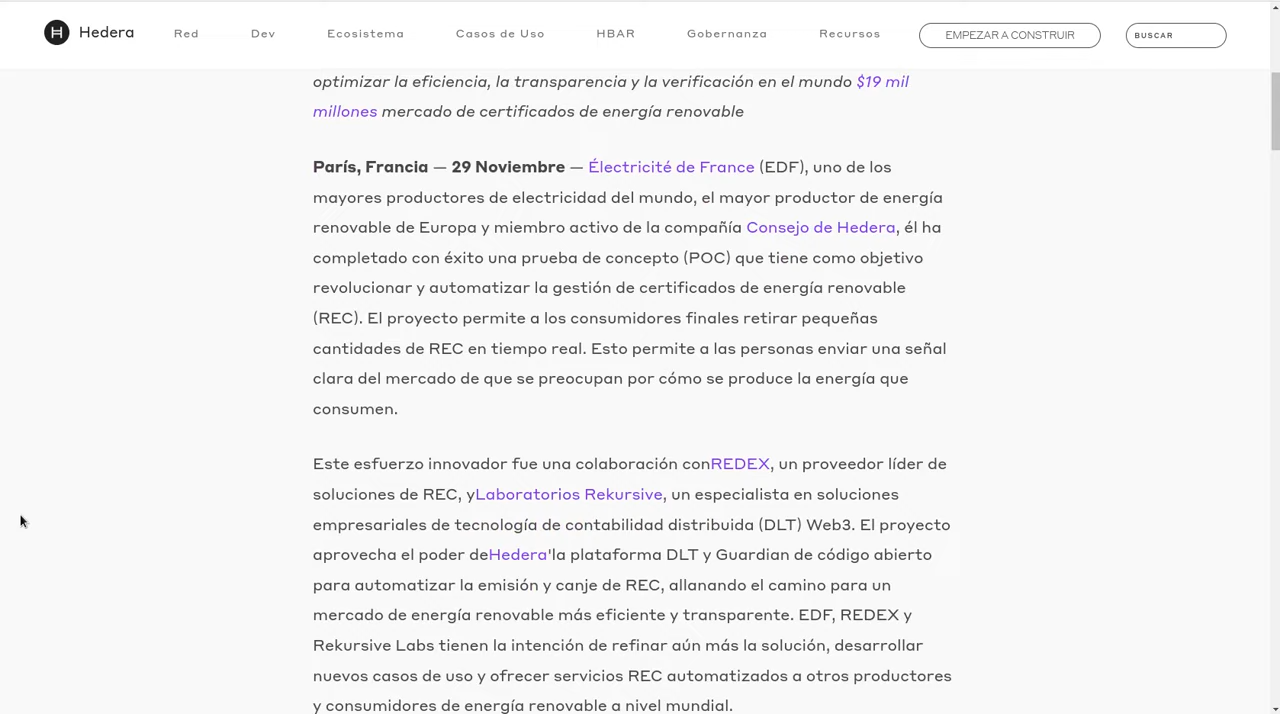 Hedera
Red
Dev
Ecosistema
Casos de Uso
HBAR
Gobernanza
Recursos
EMPEZAR A CONSTRUIR
BUSCAR
optimizar la eficiencia, la transparencia y la verificación en el mundo $19 mil
millones mercado de certificados de energía renovable
París, Francia — 29 Noviembre — Électricité de France (EDF), uno de los
mayores productores de electricidad del mundo, el mayor productor de energía
renovable de Europa y miembro activo de la compañía Consejo de Hedera, él ha
completado con éxito una prueba de concepto (POC) que tiene como objetivo
revolucionar y automatizar la gestión de certificados de energía renovable
(REC). El proyecto permite a los consumidores finales retirar pequeñas
cantidades de REC en tiempo real. Esto permite a las personas enviar una señal
clara del mercado de que se preocupan por cómo se produce la energía que
consumen.
Este esfuerzo innovador fue una colaboración conREDEX, un proveedor líder de
soluciones de REC, yLaboratorios Rekursive, un especialista en soluciones
empresariales de tecnología de contabilidad distribuida (DLT) Web3. El proyecto
aprovecha el poder deHedera'la plataforma DLT y Guardian de código abierto
para automatizar la emisión y canje de REC, allanando el camino para un
mercado de energía renovable más eficiente y transparente. EDF, REDEX y
Rekursive Labs tienen la intención de refinar aún más la solución, desarrollar
nuevos casos de uso y ofrecer servicios REC automatizados a otros productores
y consumidores de energía renovable a nivel mundial.